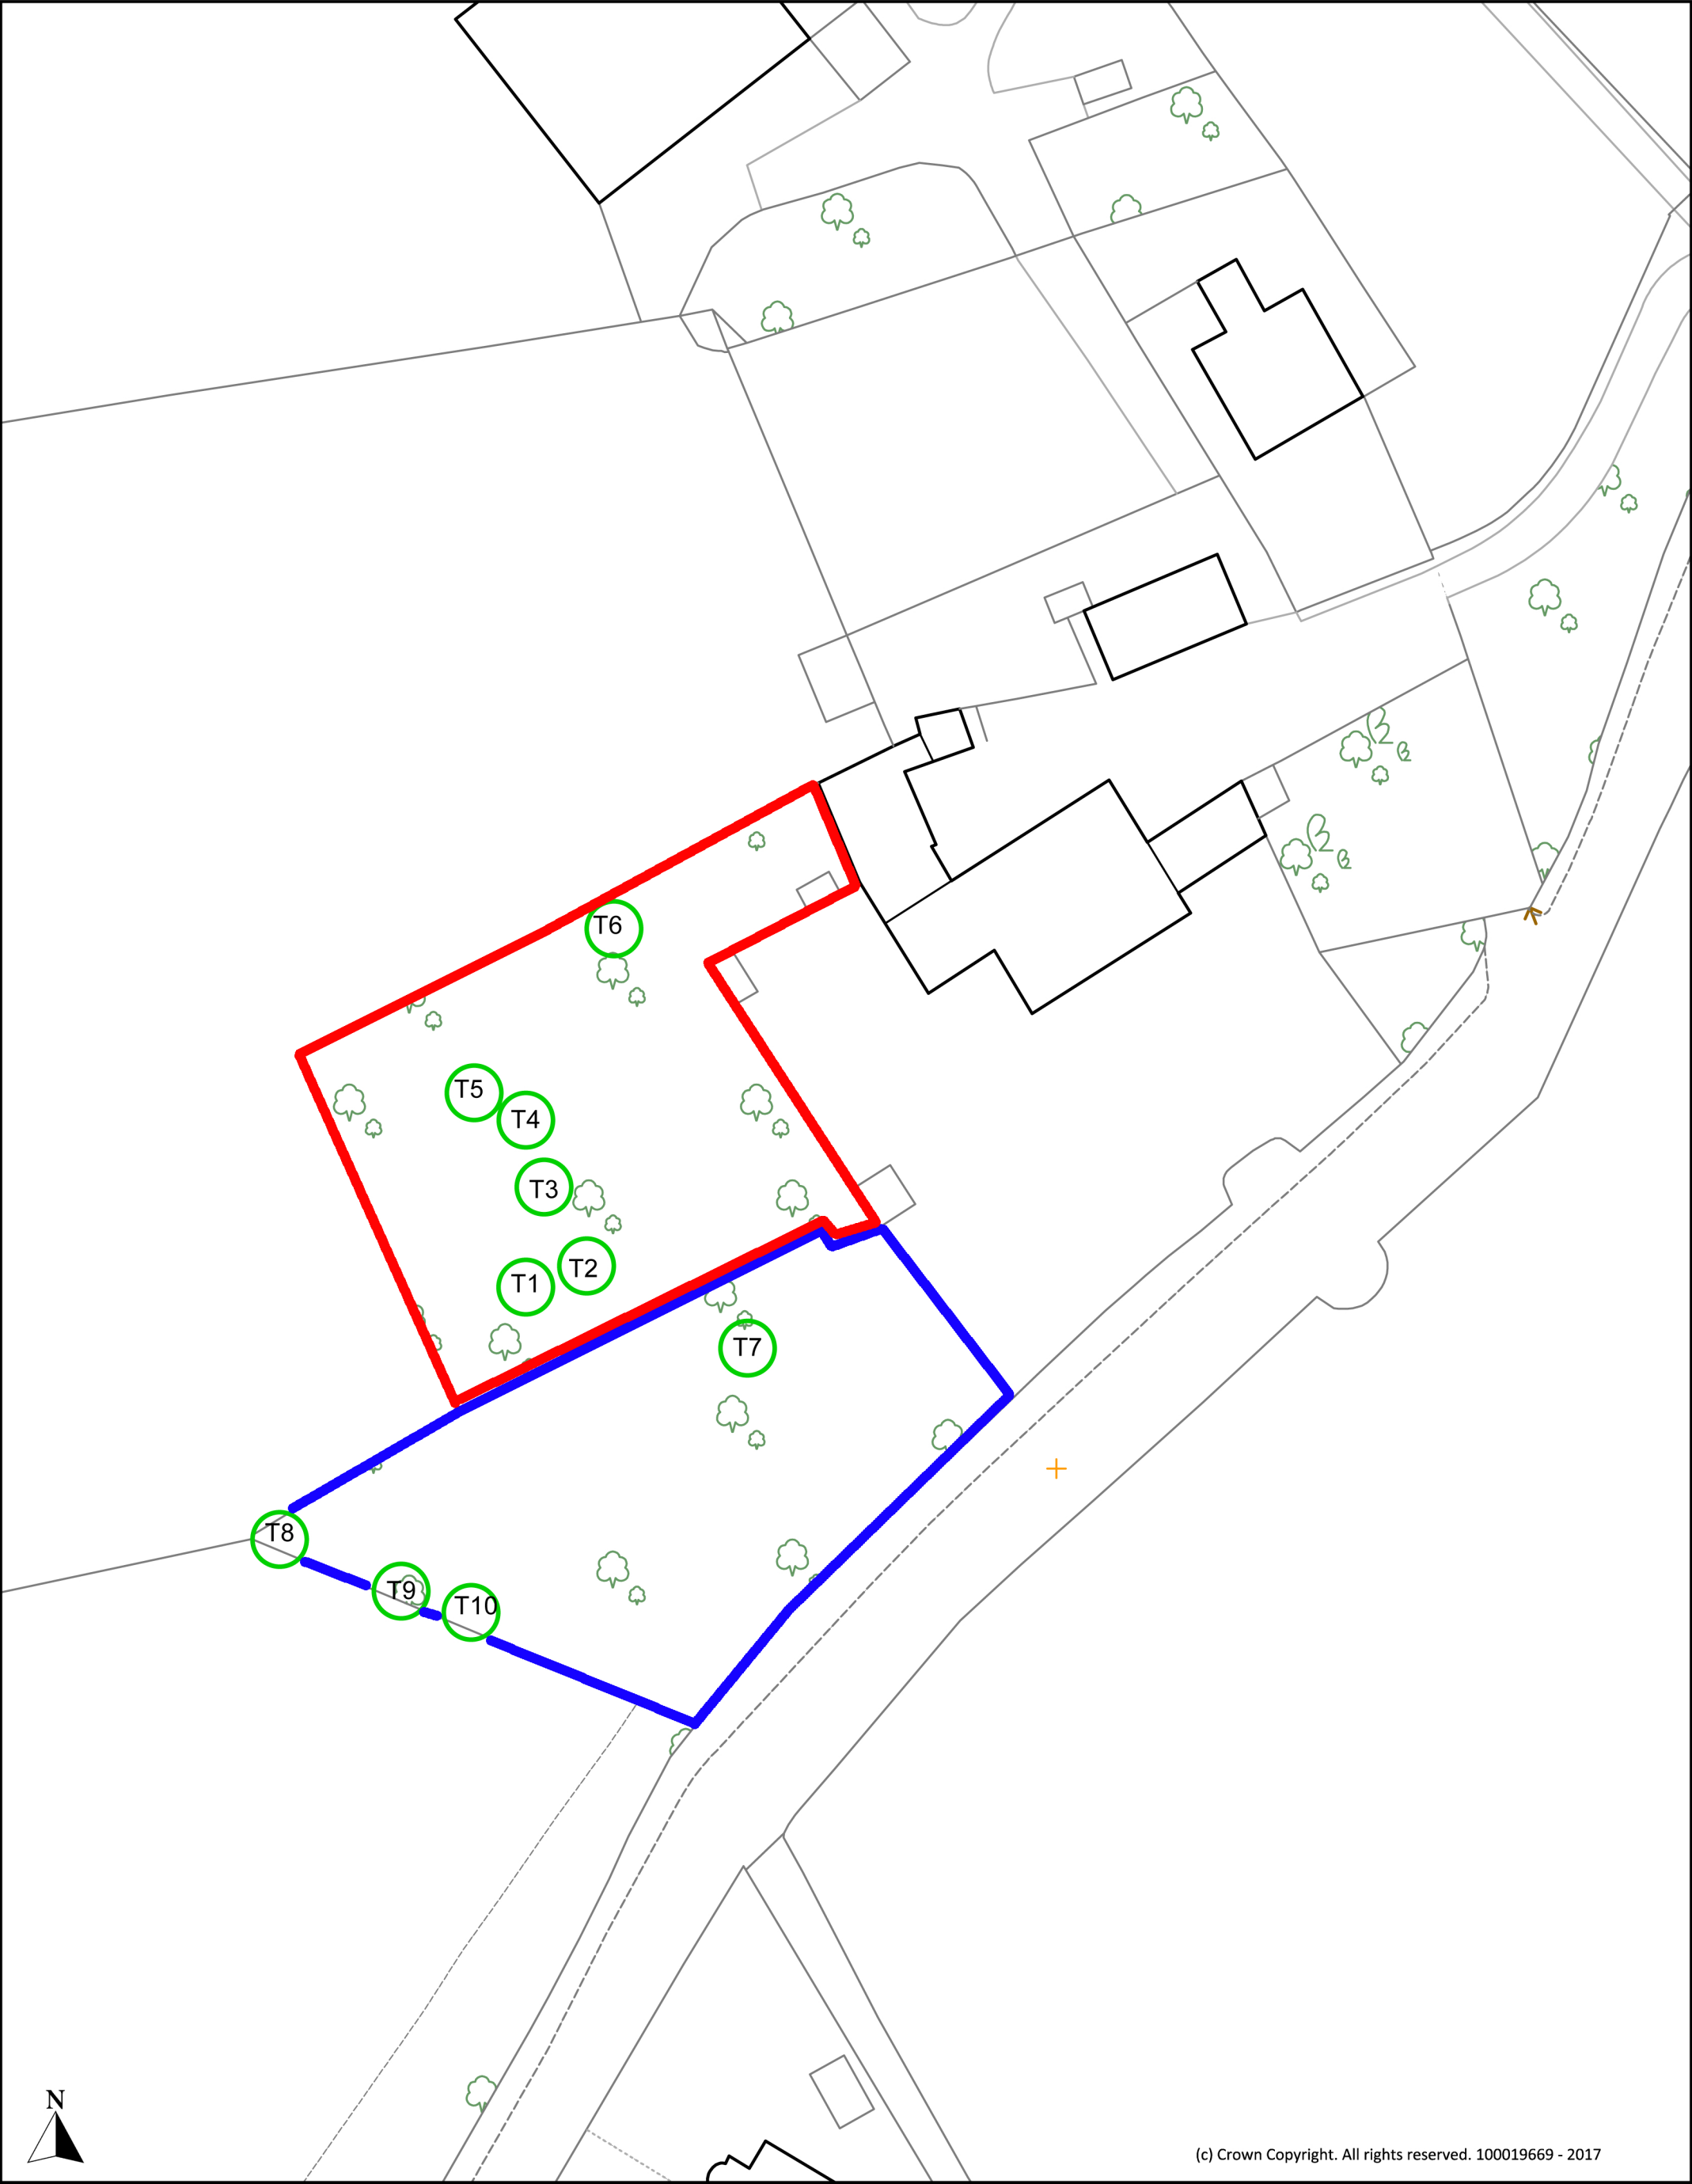 T6
T5
T4
T3
T2
T1
T7
T8
T9
T10
N
(c) Crown Copyright. All rights reserved. 100019669 - 2017